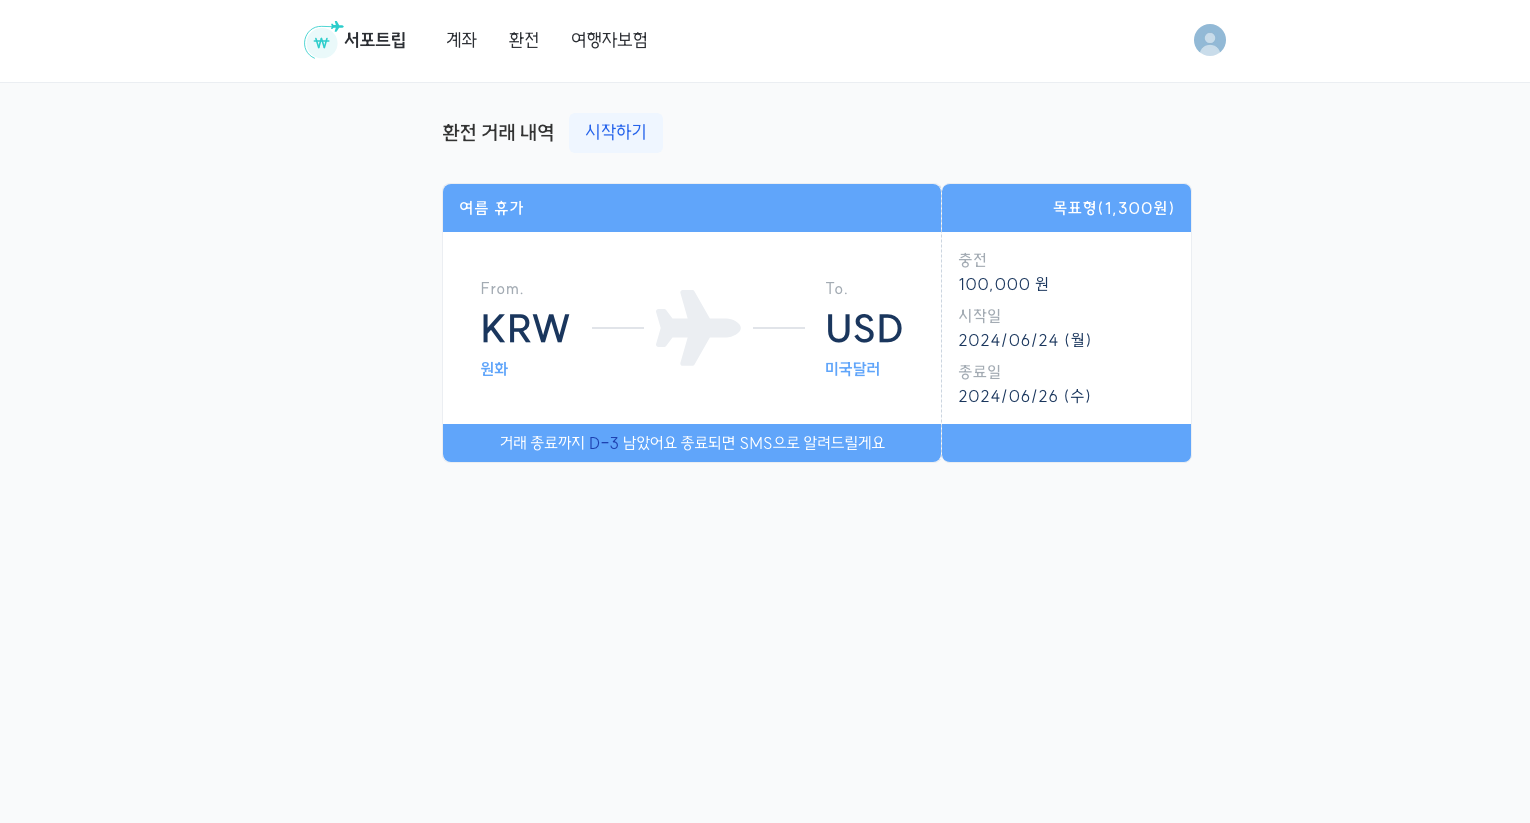 서포트립 계좌 환전 여행자보험
환전 거래 내역 시작하기
여름 휴가
목표형(1,300원)
From.
KRW
원화
To.
USD
미국달러
충전
100,000 원
시작일
2024/06/24 (월)
종료일
2024/06/26 (수)
거래 종료까지 D-3 남았어요 종료되면 SMS으로 알려드릴게요